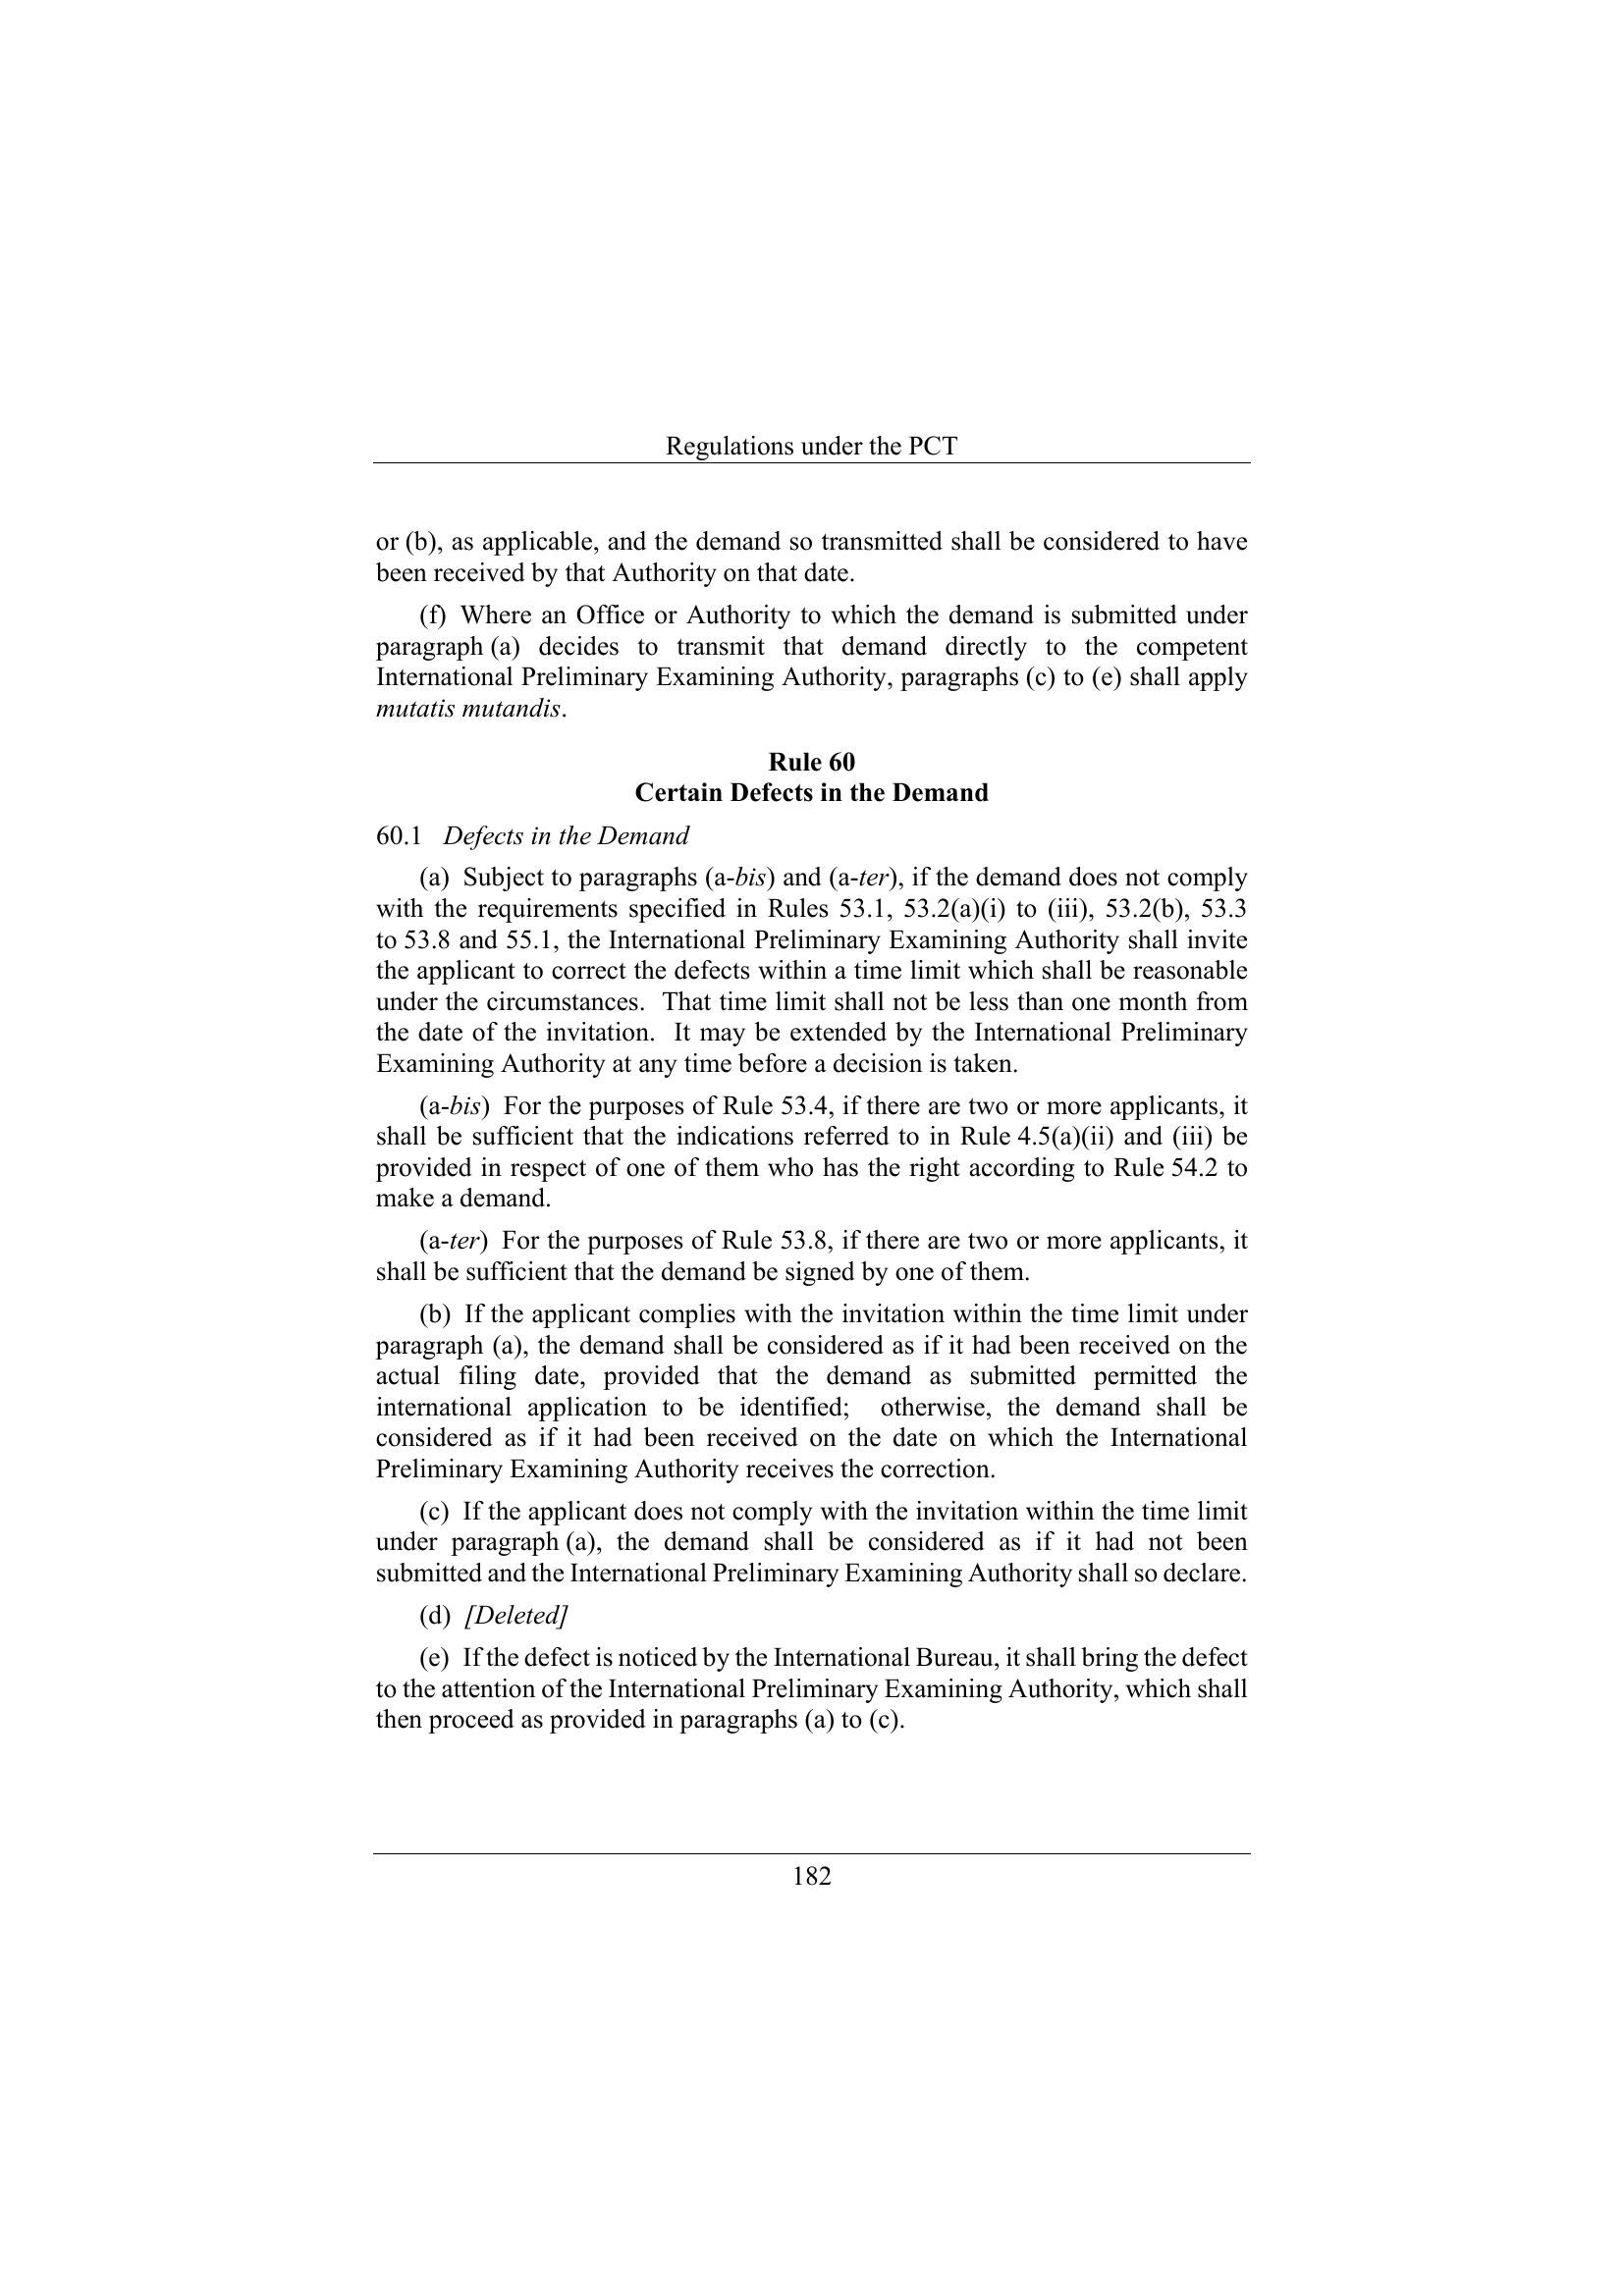 Regulations under the PCT
or (b), as applicable, and the demand so transmitted shall be considered to have
been received by that Authority on that date.
(f) Where an Office or Authority to which the demand is submitted under
paragraph (a) decides to transmit that demand directly to the competent
International Preliminary Examining Authority, paragraphs (c) to (e) shall apply
mutatis mutandis.
Rule 60
Certain Defects in the Demand
60.1 Defects in the Demand
(a) Subject to paragraphs (a-bis) and (a-ter), if the demand does not comply
with the requirements specified in Rules 53.1, 53.2(a)(i) to (iii), 53.2(b), 53.3
to 53.8 and 55.1, the International Preliminary Examining Authority shall invite
the applicant to correct the defects within a time limit which shall be reasonable
under the circumstances. That time limit shall not be less than one month from
the date of the invitation. It may be extended by the International Preliminary
Examining Authority at any time before a decision is taken.
(a-bis) For the purposes of Rule 53.4, if there are two or more applicants, it
shall be sufficient that the indications referred to in Rule 4.5(a)(ii) and (iii) be
provided in respect of one of them who has the right according to Rule 54.2 to
make a demand.
(a-ter) For the purposes of Rule 53.8, if there are two or more applicants, it
shall be sufficient that the demand be signed by one of them.
(b) If the applicant complies with the invitation within the time limit under
paragraph (a), the demand shall be considered as if it had been received on the
actual filing date, provided that the demand as submitted permitted the
international application to be identified; otherwise, the demand shall be
considered as if it had been received on the date on which the International
Preliminary Examining Authority receives the correction.
(c) If the applicant does not comply with the invitation within the time limit
under paragraph (a), the demand shall be considered as if it had not been
submitted and the International Preliminary Examining Authority shall so declare.
(d) [Deleted]
(e) If the defect is noticed by the International Bureau, it shall bring the defect
to the attention of the International Preliminary Examining Authority, which shall
then proceed as provided in paragraphs (a) to (c).
182